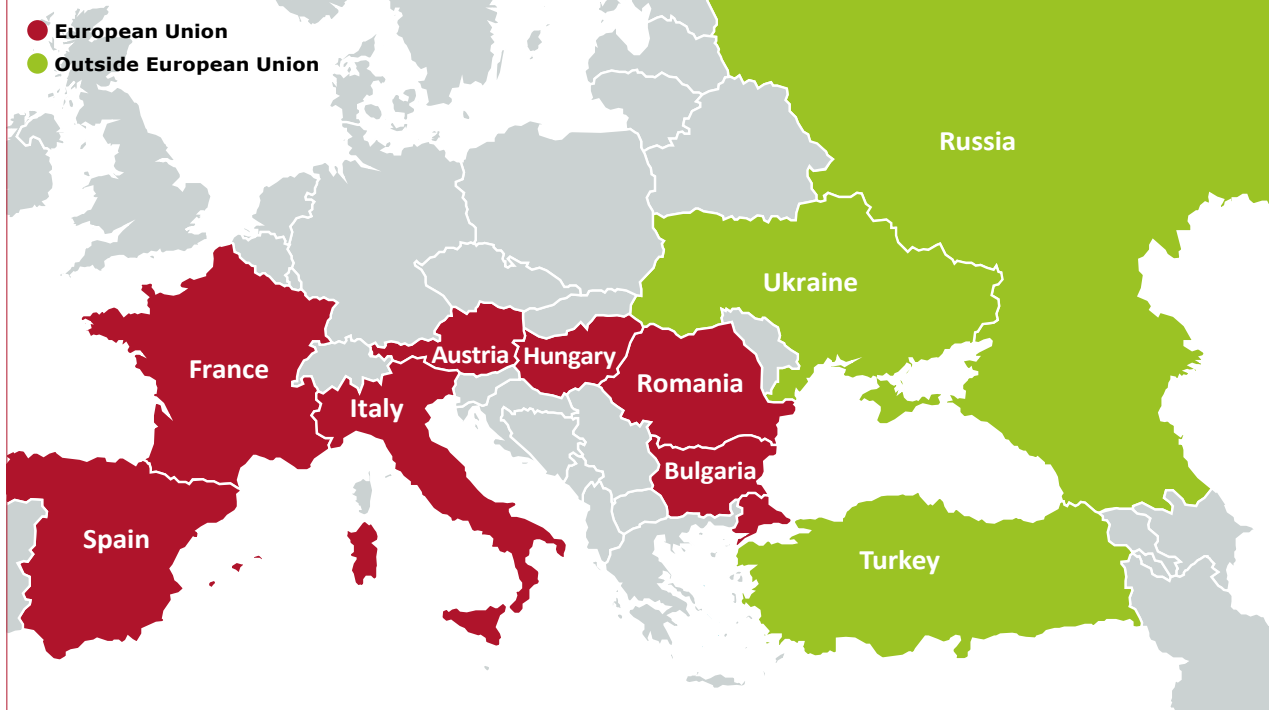 European Union
Outside European Union
Russia
Ukraine
Austria
Hungary
France
Romania
Italy
Bulgaria
Spain
Turkey